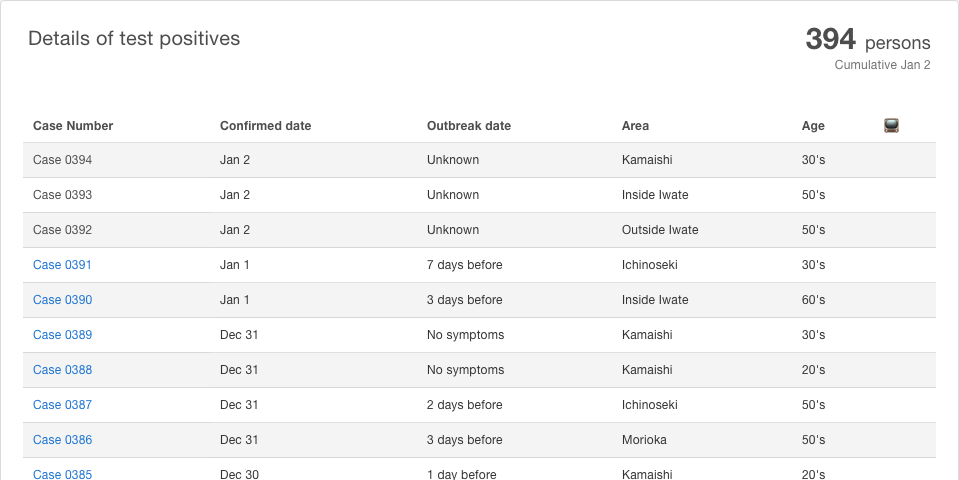 Details of test positives
394 persons
Cumulative Jan 2
Case Number Confirmed date Outbreak date Area Age
Case 0394 Jan 2 Unknown Kamaishi 30's
Case 0393 Jan 2 Unknown Inside Iwate 50's
Case 0392 Jan 2 Unknown Outside Iwate 50's
Case 0391 Jan 1 7 days before Ichinoseki 30's
Case 0390 Jan 1 3 days before Inside Iwate 60's
Case 0389 Dec 31 No symptoms Kamaishi 30's
Case 0388 Dec 31 No symptoms Kamaishi 20's
Case 0387 Dec 31 2 days before Ichinoseki 50's
Case 0386 Dec 31 3 days before Morioka 50's
Case 0385 Dec 30 1 day before Kamaishi 20's